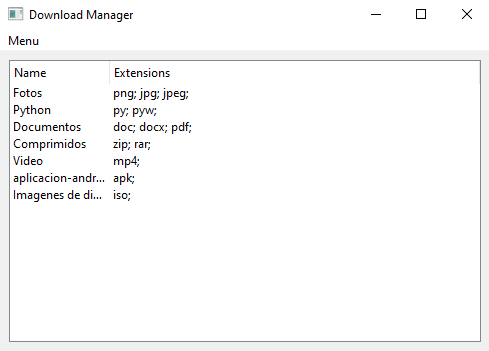 Download Manager
Menu
Name Extensions
Fotos png; jpg; jpeg;
Python py; pyw;
Documentos doc; docx; pdf;
Comprimidos zip; rar;
Video mp4;
aplicacion-andr... apk;
Imagenes de di... iso;